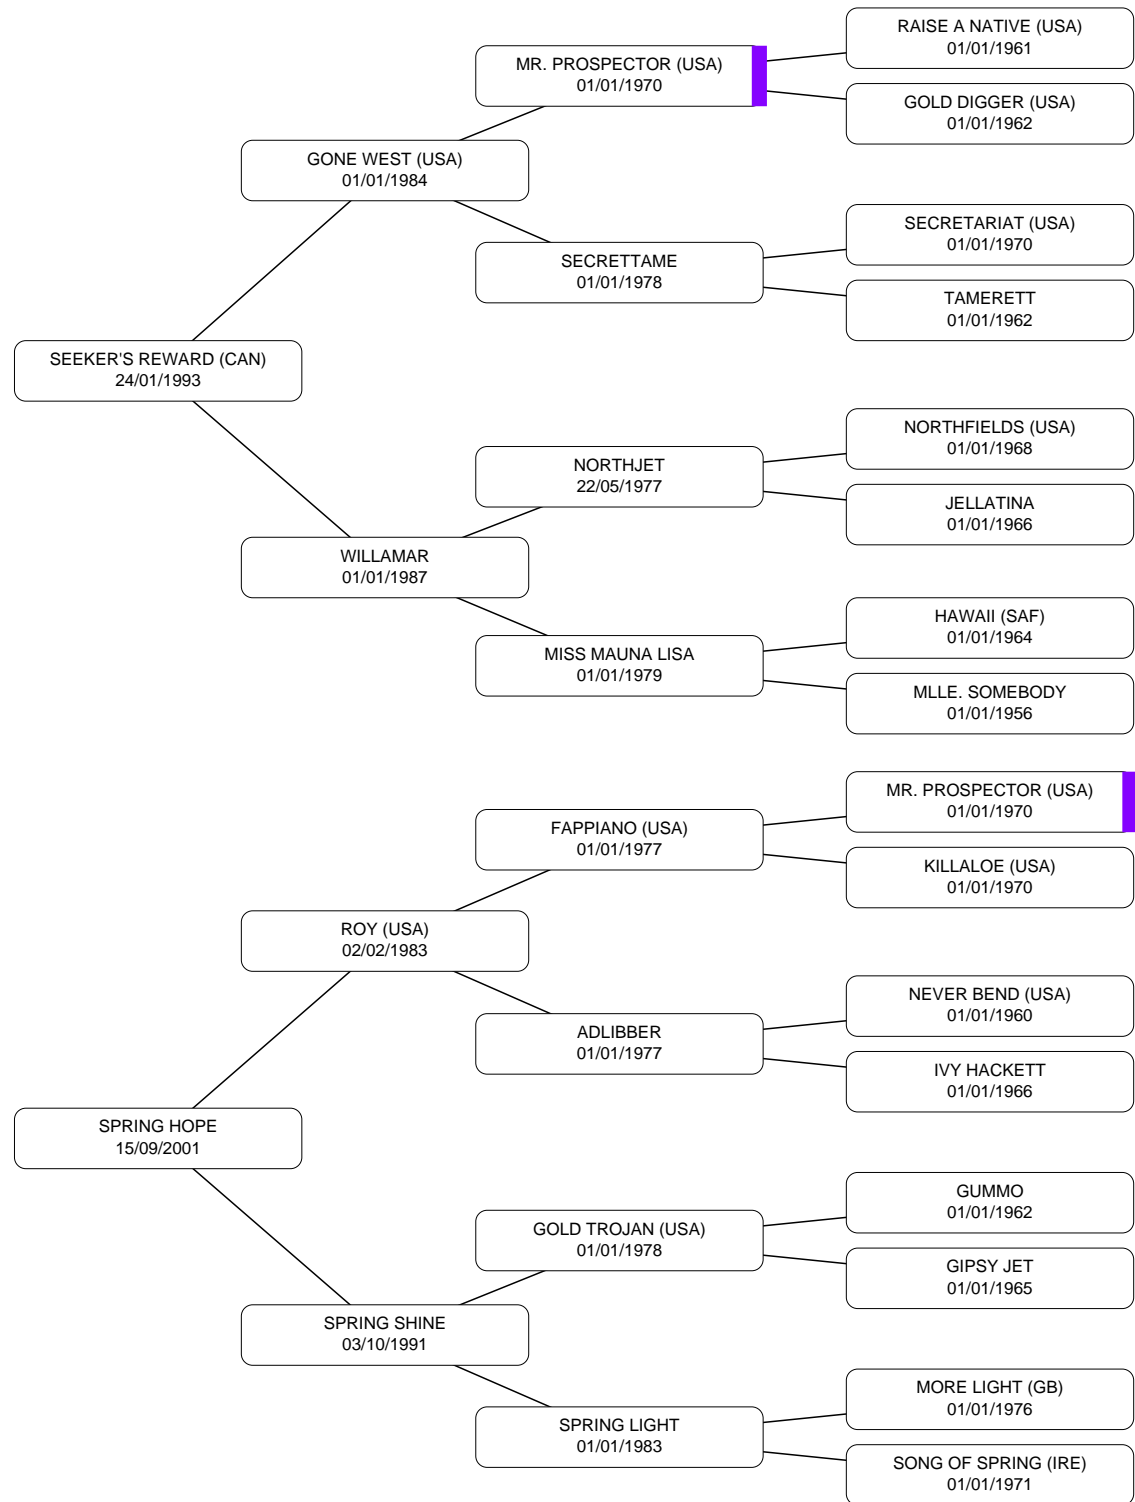 RAISE A NATIVE (USA)
01/01/1961
MR. PROSPECTOR (USA)
01/01/1970
GOLD DIGGER (USA)
01/01/1962
GONE WEST (USA)
01/01/1984
SECRETARIAT (USA)
01/01/1970
SECRETTAME
01/01/1978
TAMERETT
01/01/1962
SEEKER'S REWARD (CAN)
24/01/1993
NORTHFIELDS (USA)
01/01/1968
NORTHJET
22/05/1977
JELLATINA
01/01/1966
WILLAMAR
01/01/1987
HAWAII (SAF)
01/01/1964
MISS MAUNA LISA
01/01/1979
MLLE. SOMEBODY
01/01/1956
MR. PROSPECTOR (USA)
01/01/1970
FAPPIANO (USA)
01/01/1977
KILLALOE (USA)
01/01/1970
ROY (USA)
02/02/1983
NEVER BEND (USA)
01/01/1960
ADLIBBER
01/01/1977
IVY HACKETT
01/01/1966
SPRING HOPE
15/09/2001
GUMMO
01/01/1962
GOLD TROJAN (USA)
01/01/1978
GIPSY JET
01/01/1965
SPRING SHINE
03/10/1991
MORE LIGHT (GB)
01/01/1976
SPRING LIGHT
01/01/1983
SONG OF SPRING (IRE)
01/01/1971